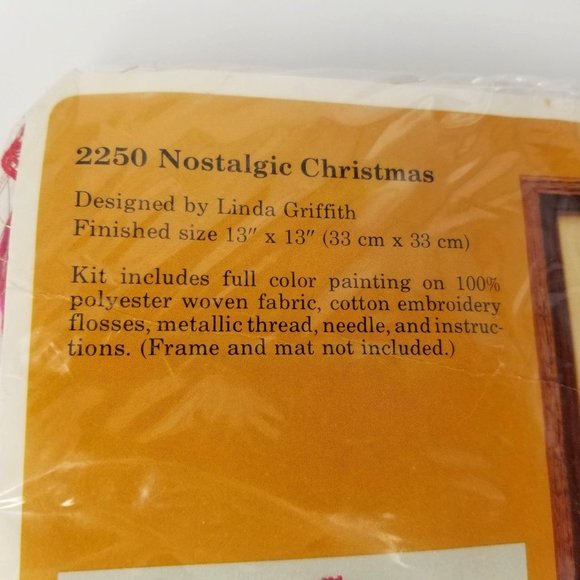 2250 Nostalgic Christmas
Designed by Linda Griffith
Finished size 13″ x 13″ (33 cm x 33 cm)
Kit includes full color painting on 100%
polyester woven fabric, cotton embroidery
flosses, metallic thread, needle, and instruc-
tions. (Frame and mat not included.)